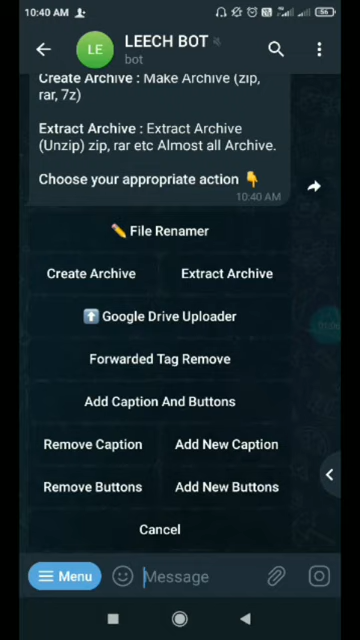 10:40 AM
56
LE
LEECH BOT
bot
Create Archive : Make Archive (zip,
rar, 7z)
Extract Archive : Extract Archive
(Unzip) zip, rar etc Almost all Archive.
Choose your appropriate action 👇
10:40 AM
✏️ File Renamer
Create Archive
Extract Archive
⬆️ Google Drive Uploader
Forwarded Tag Remove
Add Caption And Buttons
Remove Caption
Add New Caption
Remove Buttons
Add New Buttons
Cancel
Menu
Message